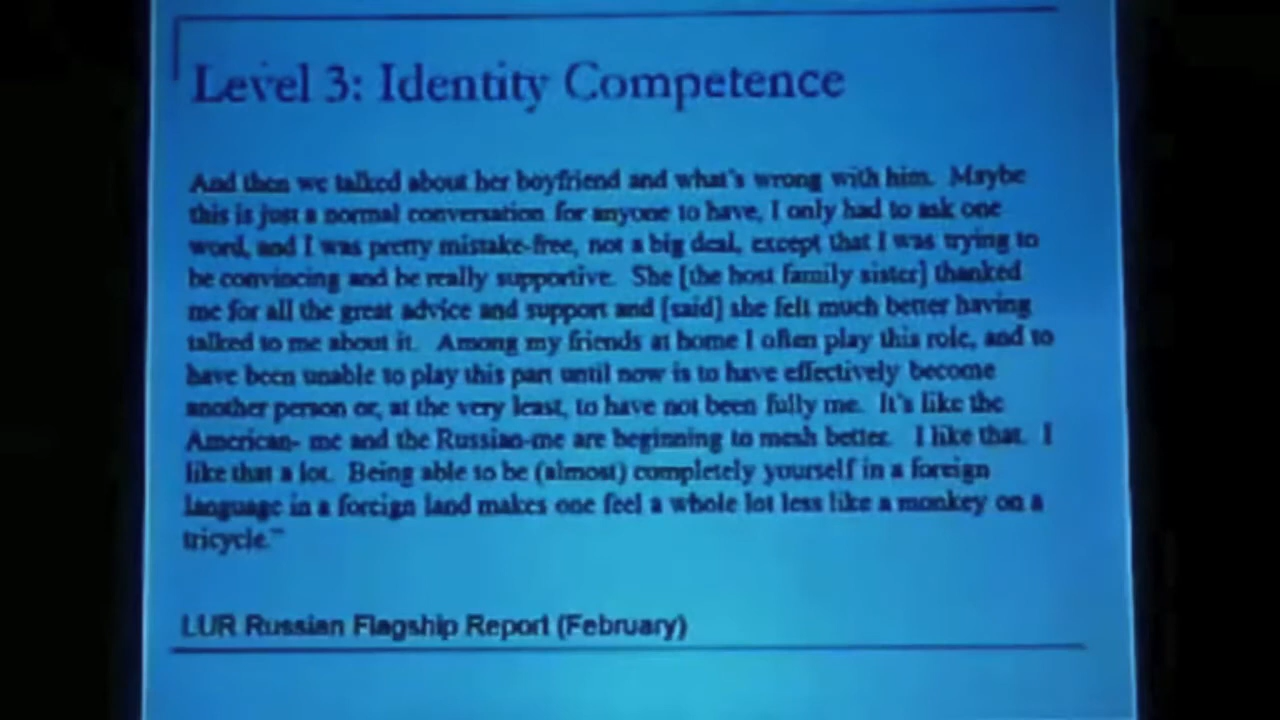 Level 3: Identity Competence
And then we talked about her boyfriend and what's wrong with him. Maybe
this is just a normal conversation for anyone to have, I only had to ask one
word, and I was pretty mistake-free, not a big deal, except that I was trying to
be convincing and be really supportive. She [the host family sister] thanked
me for all the great advice and support and [said] she felt much better having
talked to me about it. Among my friends at home I often play this role, and to
have been unable to play this part until now is to have effectively become
another person or, at the very least, to have not been fully me. It's like the
American- me and the Russian-me are beginning to mesh better. I like that. I
like that a lot. Being able to be (almost) completely yourself in a foreign
language in a foreign land makes one feel a whole lot less like a monkey on a
tricycle."
LUR Russian Flagship Report (February)